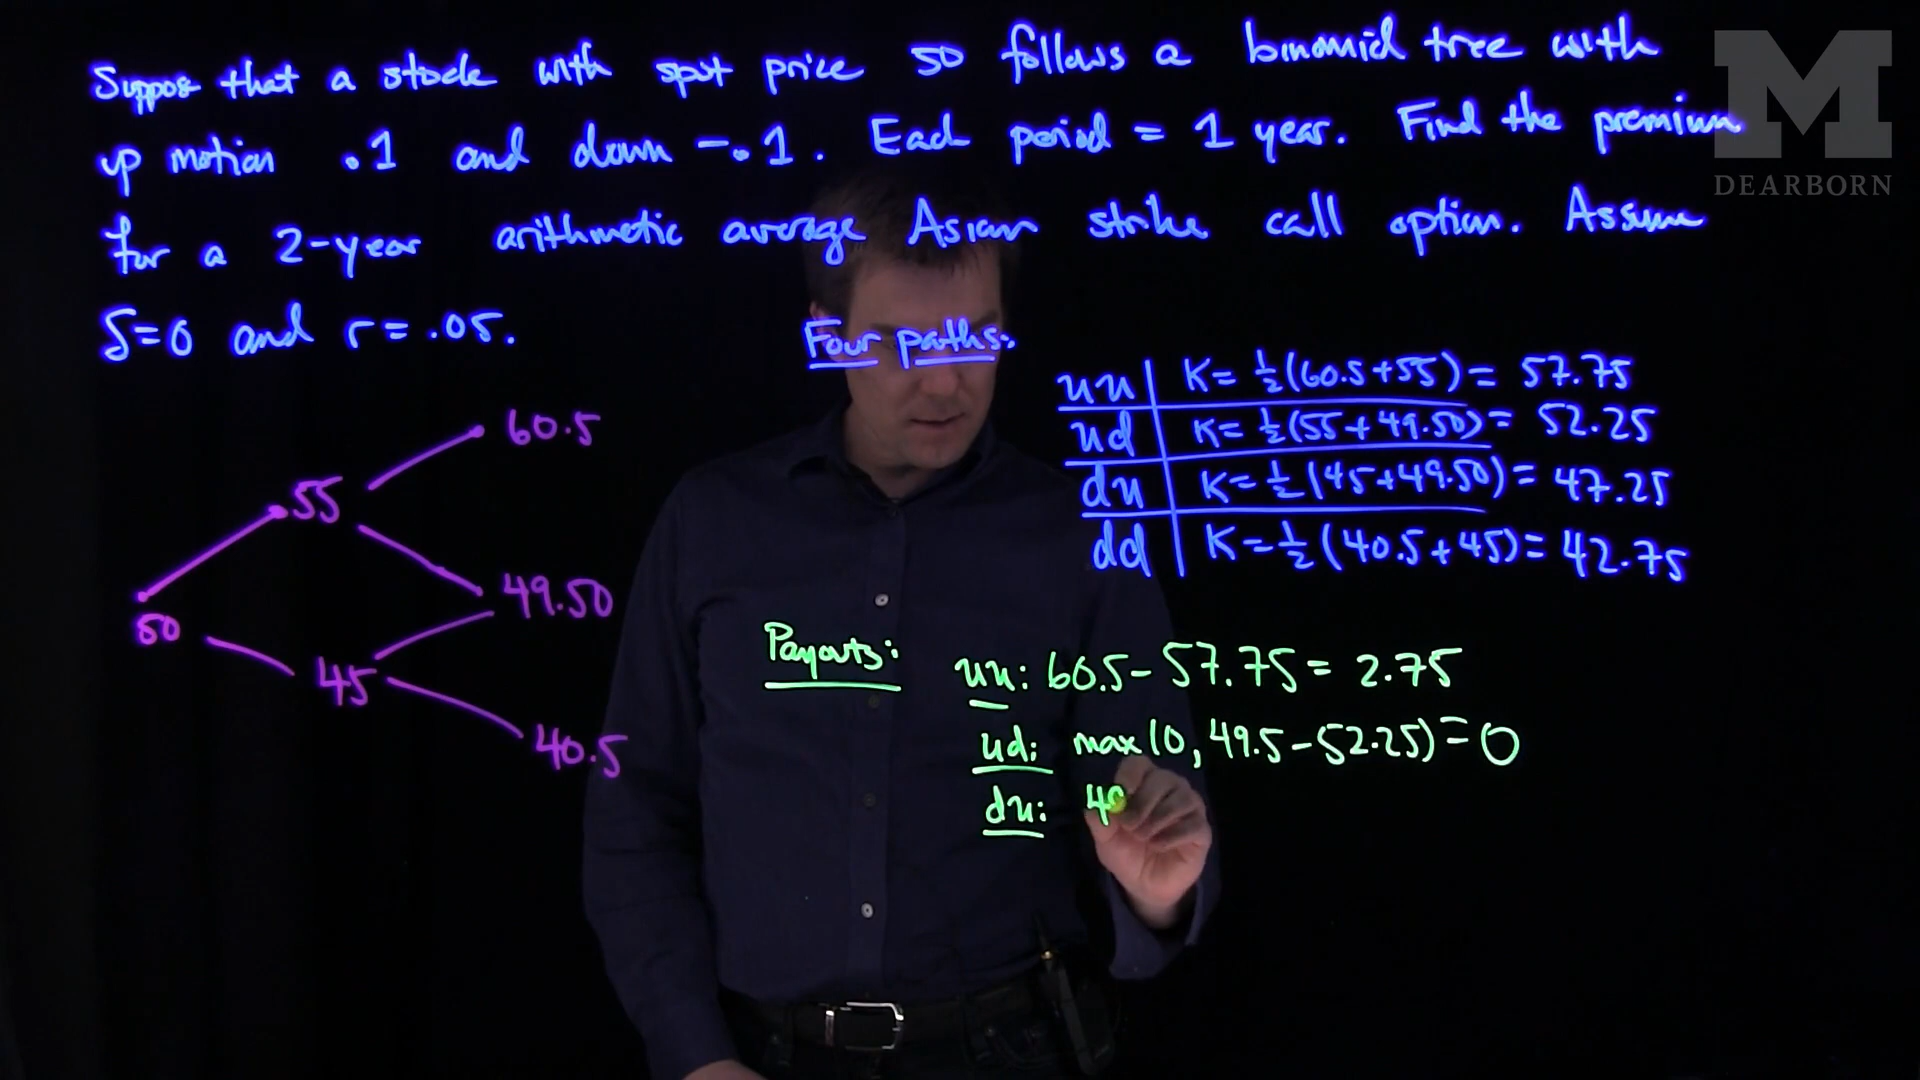 Suppose that a stock with spot price 50 follows a binomial tree with
up motion .1 and down -.1. Each period = 1 year. Find the premium
for a 2-year arithmetic average Asian strike call option. Assume
δ=0 and r=.05.
Four paths:
uu | K= ½(60.5+55)= 57.75
ud | K= ½(55+49.50)= 52.25
du | K= ½(45+49.50)= 47.25
dd | K=½(40.5+45)= 42.75
60.5
55
49.50
50
45
40.5
Payouts:
uu: 60.5-57.75= 2.75
ud: max(0,49.5-52.25)=0
du: 49
M
DEARBORN